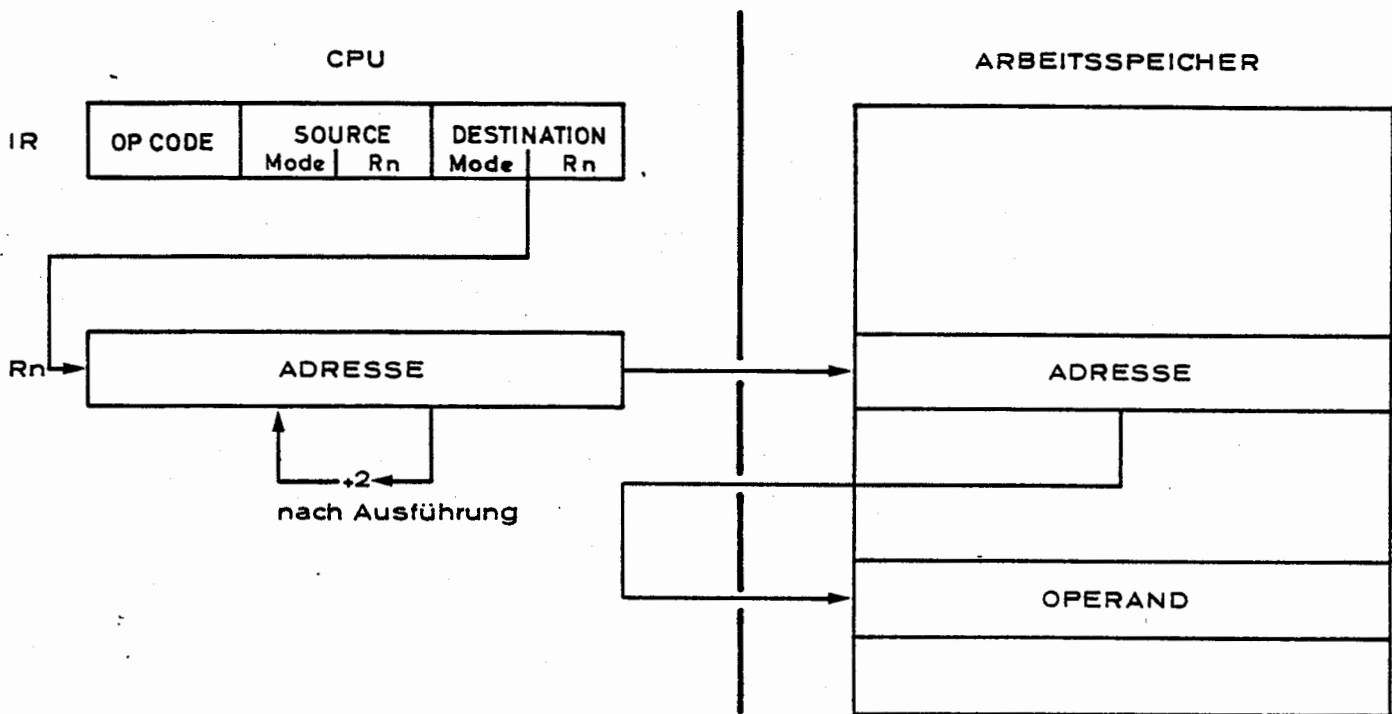 CPU
ARBEITSSPEICHER
IR
OP CODE
SOURCE
DESTINATION
Mode Rn
Mode Rn
Rn
ADRESSE
ADRESSE
+2
nach Ausführung
OPERAND